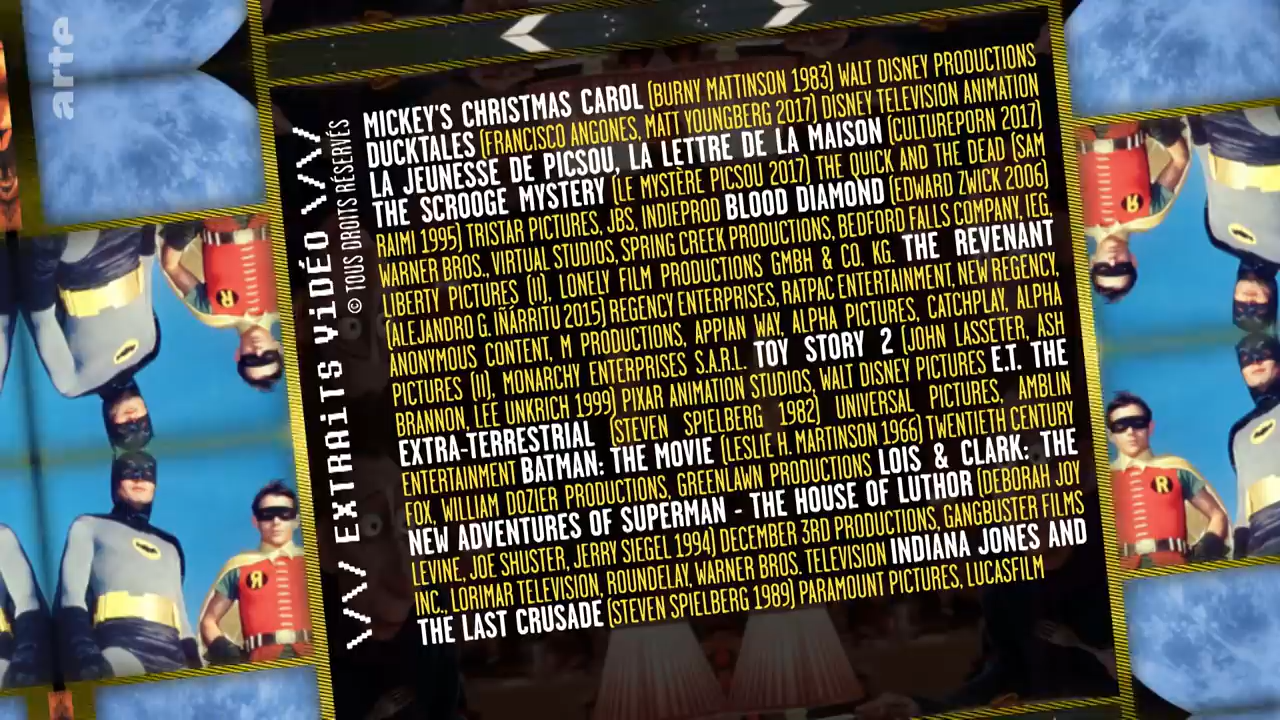 arte
VV EXTRAiTS ViDÉO VV
© TOUS DROITS RÉSERVÉS
MICKEY'S CHRISTMAS CAROL (BURNY MATTINSON 1983) WALT DISNEY PRODUCTIONS
DUCKTALES (FRANCISCO ANGONES, MATT YOUNGBERG 2017) DISNEY TELEVISION ANIMATION
LA JEUNESSE DE PICSOU, LA LETTRE DE LA MAISON (CULTUREPORN 2017)
THE SCROOGE MYSTERY (LE MYSTÈRE PICSOU 2017) THE QUICK AND THE DEAD (SAM
RAIMI 1995) TRISTAR PICTURES, JBS, INDIEPROD BLOOD DIAMOND (EDWARD ZWICK 2006)
WARNER BROS., VIRTUAL STUDIOS, SPRING CREEK PRODUCTIONS, BEDFORD FALLS COMPANY, IEG,
LIBERTY PICTURES (II), LONELY FILM PRODUCTIONS GMBH & CO. KG. THE REVENANT
(ALEJANDRO G. IÑÁRRITU 2015) REGENCY ENTERPRISES, RATPAC ENTERTAINMENT, NEW REGENCY,
ANONYMOUS CONTENT, M PRODUCTIONS, APPIAN WAY, ALPHA PICTURES, CATCHPLAY, ALPHA
PICTURES (II), MONARCHY ENTERPRISES S.A.R.L. TOY STORY 2 (JOHN LASSETER, ASH
BRANNON, LEE UNKRICH 1999) PIXAR ANIMATION STUDIOS, WALT DISNEY PICTURES E.T. THE
EXTRA-TERRESTRIAL (STEVEN SPIELBERG 1982) UNIVERSAL PICTURES, AMBLIN
ENTERTAINMENT BATMAN: THE MOVIE (LESLIE H. MARTINSON 1966) TWENTIETH CENTURY
FOX, WILLIAM DOZIER PRODUCTIONS, GREENLAWN PRODUCTIONS LOIS & CLARK: THE
NEW ADVENTURES OF SUPERMAN - THE HOUSE OF LUTHOR (DEBORAH JOY
LEVINE, JOE SHUSTER, JERRY SIEGEL 1994) DECEMBER 3RD PRODUCTIONS, GANGBUSTER FILMS
INC., LORIMAR TELEVISION, ROUNDELAY, WARNER BROS. TELEVISION INDIANA JONES AND
THE LAST CRUSADE (STEVEN SPIELBERG 1989) PARAMOUNT PICTURES, LUCASFILM